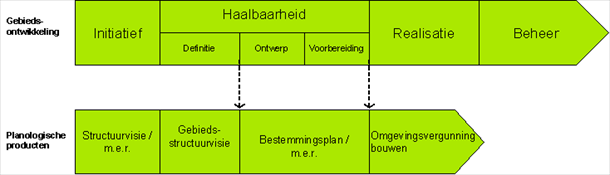 Gebieds-
ontwikkeling
Initiatief
Haalbaarheid
Definitie
Ontwerp
Voorbereiding
Realisatie
Beheer
Planologische
producten
Structuurvisie /
m.e.r.
Gebieds-
structuurvisie
Bestemmingsplan /
m.e.r.
Omgevingsvergunning
bouwen